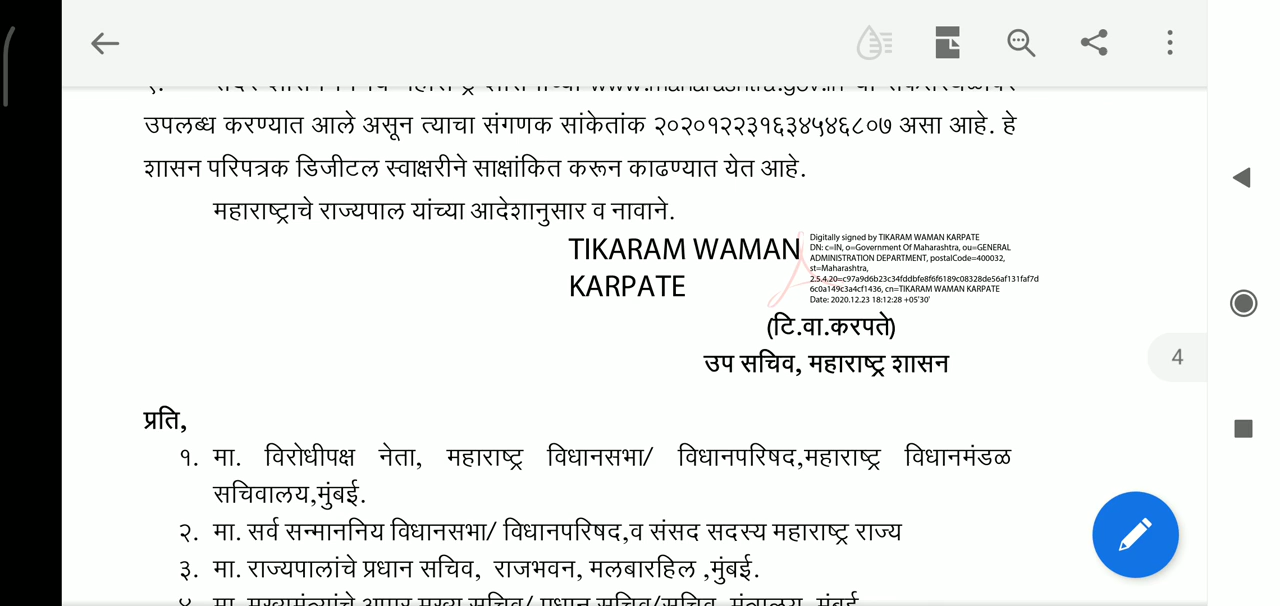 उपलब्ध करण्यात आले असून त्याचा संगणक सांकेतांक २०२०१२२३१६३४५४६८०७ असा आहे. हे
शासन परिपत्रक डिजीटल स्वाक्षरीने साक्षांकित करून काढण्यात येत आहे.
महाराष्ट्राचे राज्यपाल यांच्या आदेशानुसार व नावाने.
TIKARAM WAMAN
KARPATE
Digitally signed by TIKARAM WAMAN KARPATE
DN: c=IN, o=Government Of Maharashtra, ou=GENERAL
ADMINISTRATION DEPARTMENT, postalCode=400032,
st=Maharashtra,
2.5.4.20=c97a9d6b23c34fddbfe8f6f6189c08328de56af131faf7d
6c0a149c3a4cf1436, cn=TIKARAM WAMAN KARPATE
Date: 2020.12.23 18:12:28 +05'30'
(टि.वा.करपते)
उप सचिव, महाराष्ट्र शासन
4
प्रति,
१. मा. विरोधीपक्ष नेता, महाराष्ट्र विधानसभा/ विधानपरिषद,महाराष्ट्र विधानमंडळ
सचिवालय,मुंबई.
२. मा. सर्व सन्माननिय विधानसभा/ विधानपरिषद,व संसद सदस्य महाराष्ट्र राज्य
३. मा. राज्यपालांचे प्रधान सचिव, राजभवन, मलबारहिल ,मुंबई.